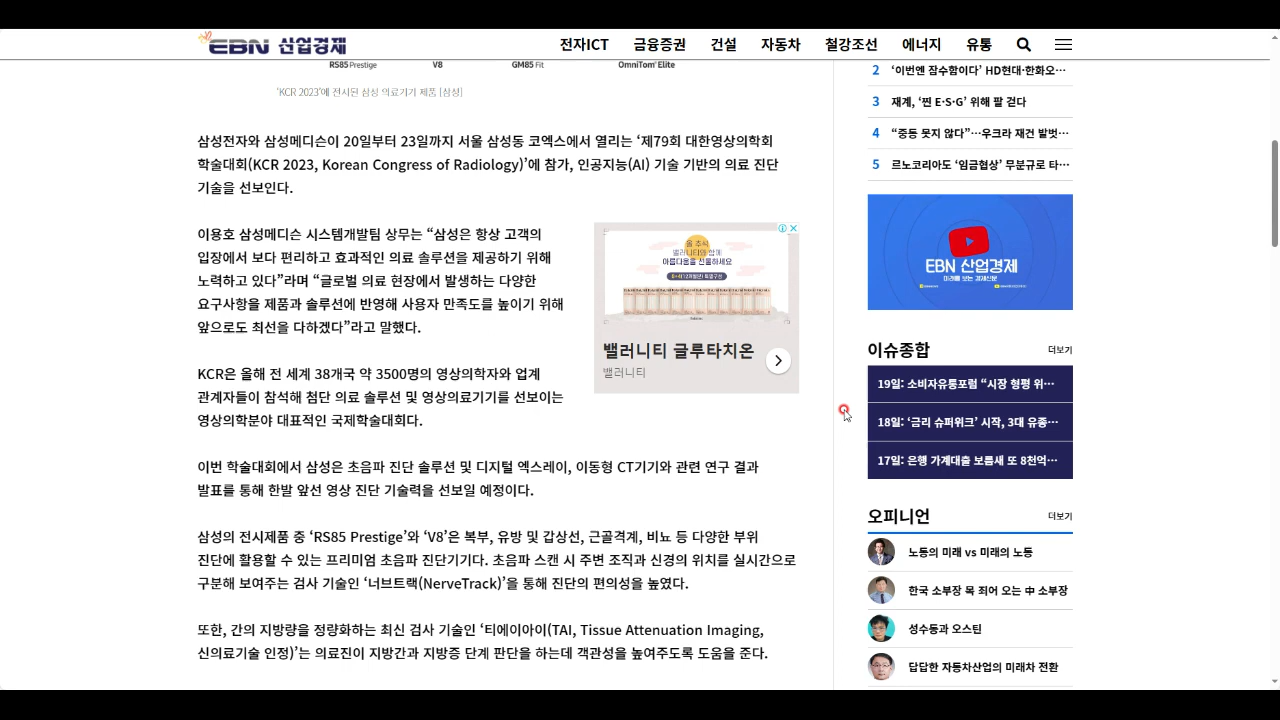 EBN 산업경제
전자ICT 금융증권 건설 자동차 철강조선 에너지 유통
RS85 Prestige V8 GM85 Fit OmniTom® Elite
'KCR 2023'에 전시된 삼성 의료기기 제품 [삼성]
삼성전자와 삼성메디슨이 20일부터 23일까지 서울 삼성동 코엑스에서 열리는 ‘제79회 대한영상의학회
학술대회(KCR 2023, Korean Congress of Radiology)’에 참가, 인공지능(AI) 기술 기반의 의료 진단
기술을 선보인다.
이용호 삼성메디슨 시스템개발팀 상무는 “삼성은 항상 고객의
입장에서 보다 편리하고 효과적인 의료 솔루션을 제공하기 위해
노력하고 있다”라며 “글로벌 의료 현장에서 발생하는 다양한
요구사항을 제품과 솔루션에 반영해 사용자 만족도를 높이기 위해
앞으로도 최선을 다하겠다”라고 말했다.
KCR은 올해 전 세계 38개국 약 3500명의 영상의학자와 업계
관계자들이 참석해 첨단 의료 솔루션 및 영상의료기기를 선보이는
영상의학분야 대표적인 국제학술대회다.
이번 학술대회에서 삼성은 초음파 진단 솔루션 및 디지털 엑스레이, 이동형 CT기기와 관련 연구 결과
발표를 통해 한발 앞선 영상 진단 기술력을 선보일 예정이다.
삼성의 전시제품 중 ‘RS85 Prestige’와 ‘V8’은 복부, 유방 및 갑상선, 근골격계, 비뇨 등 다양한 부위
진단에 활용할 수 있는 프리미엄 초음파 진단기기다. 초음파 스캔 시 주변 조직과 신경의 위치를 실시간으로
구분해 보여주는 검사 기술인 ‘너브트랙(NerveTrack)’을 통해 진단의 편의성을 높였다.
또한, 간의 지방량을 정량화하는 최신 검사 기술인 ‘티에이아이(TAI, Tissue Attenuation Imaging,
신의료기술 인정)’는 의료진이 지방간과 지방증 단계 판단을 하는데 객관성을 높여주도록 도움을 준다.
올 추석
밸러니티와 함께
아름다움을 선물하세요
밸러니티 글루타치온
밸러니티
2 ‘이번엔 잠수함이다’ HD현대·한화오…
3 재계, ‘찐 E·S·G’ 위해 팔 걷다
4 “중동 못지 않다”…우크라 재건 발벗…
5 르노코리아도 ‘임금협상’ 무분규로 타…
EBN 산업경제
미래를 보는 경제신문
이슈종합 더보기
19일: 소비자유통포럼 “시장 형평 위…
18일: ‘금리 슈퍼위크’ 시작, 3대 유종…
17일: 은행 가계대출 보름새 또 8천억…
오피니언 더보기
노동의 미래 vs 미래의 노동
한국 소부장 목 죄어 오는 中 소부장
성수동과 오스틴
답답한 자동차산업의 미래차 전환